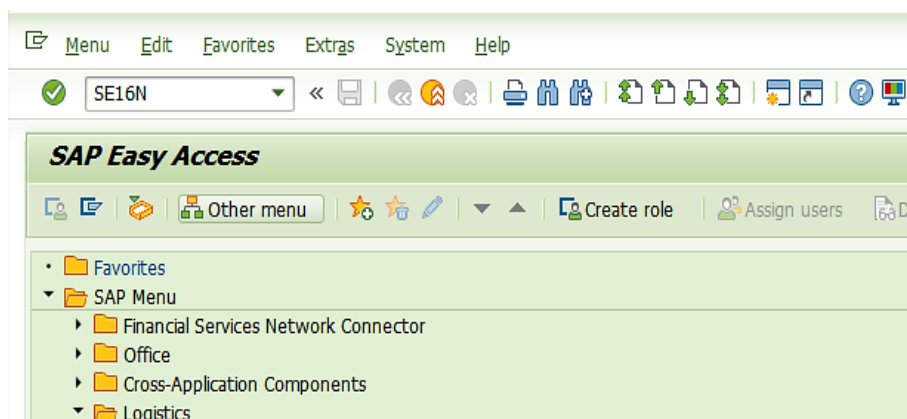 Menu Edit Favorites Extras System Help
SE16N
SAP Easy Access
Other menu Create role Assign users D
Favorites
SAP Menu
Financial Services Network Connector
Office
Cross-Application Components
Logistics